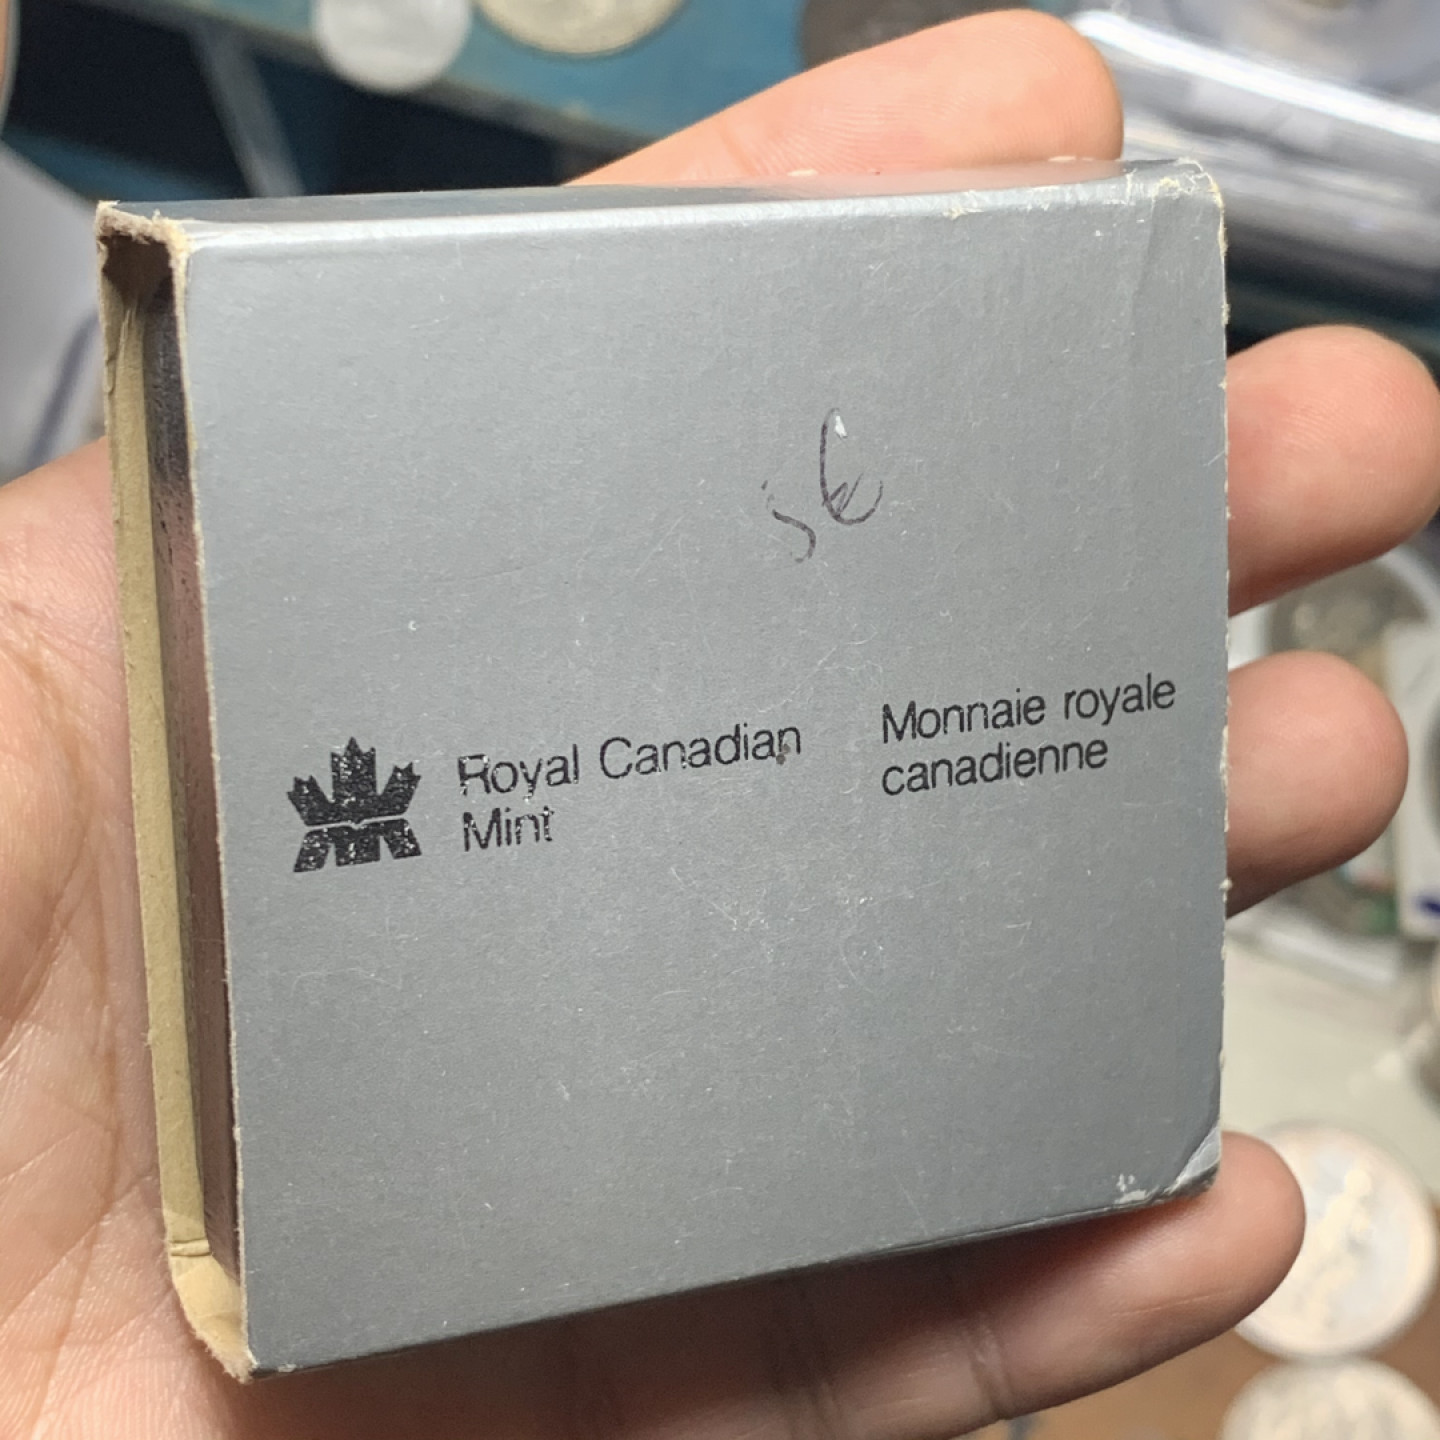 Royal Canadian
Mint
Monnaie royale
canadienne